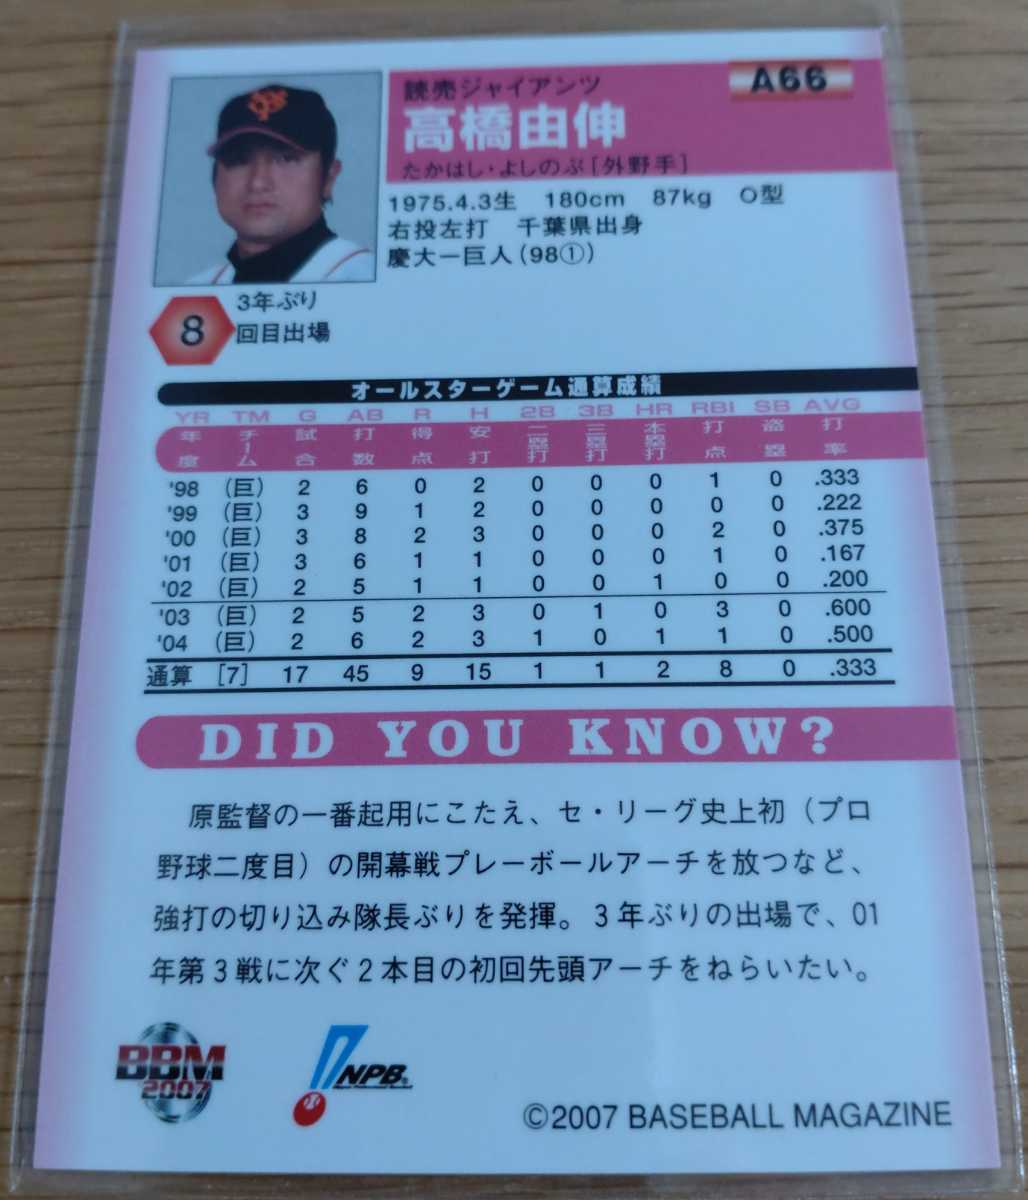 A66
読売ジャイアンツ
高橋由伸
たかはし・よしのぶ[外野手]
1975.4.3生 180cm 87kg O型
右投左打 千葉県出身
慶大ー巨人(98①)
8
3年ぶり
回目出場
オールスターゲーム通算成績
YR TM G AB R H 2B 3B HR RBI SB AVG
年度 チーム 試合 打数 得点 安打 二塁打 三塁打 本塁打 打点 盗塁 打率
'98 (巨) 2 6 0 2 0 0 0 1 0 .333
'99 (巨) 3 9 1 2 0 0 0 0 0 .222
'00 (巨) 3 8 2 3 0 0 0 2 0 .375
'01 (巨) 3 6 1 1 0 0 0 1 0 .167
'02 (巨) 2 5 1 1 0 0 1 0 0 .200
'03 (巨) 2 5 2 3 0 1 0 3 0 .600
'04 (巨) 2 6 2 3 1 0 1 1 0 .500
通算 [7] 17 45 9 15 1 1 2 8 0 .333
DID YOU KNOW?
原監督の一番起用にこたえ、セ・リーグ史上初（プロ
野球二度目）の開幕戦プレーボールアーチを放つなど、
強打の切り込み隊長ぶりを発揮。3年ぶりの出場で、01
年第3戦に次ぐ2本目の初回先頭アーチをねらいたい。
BBM
2007
NPB
©2007 BASEBALL MAGAZINE